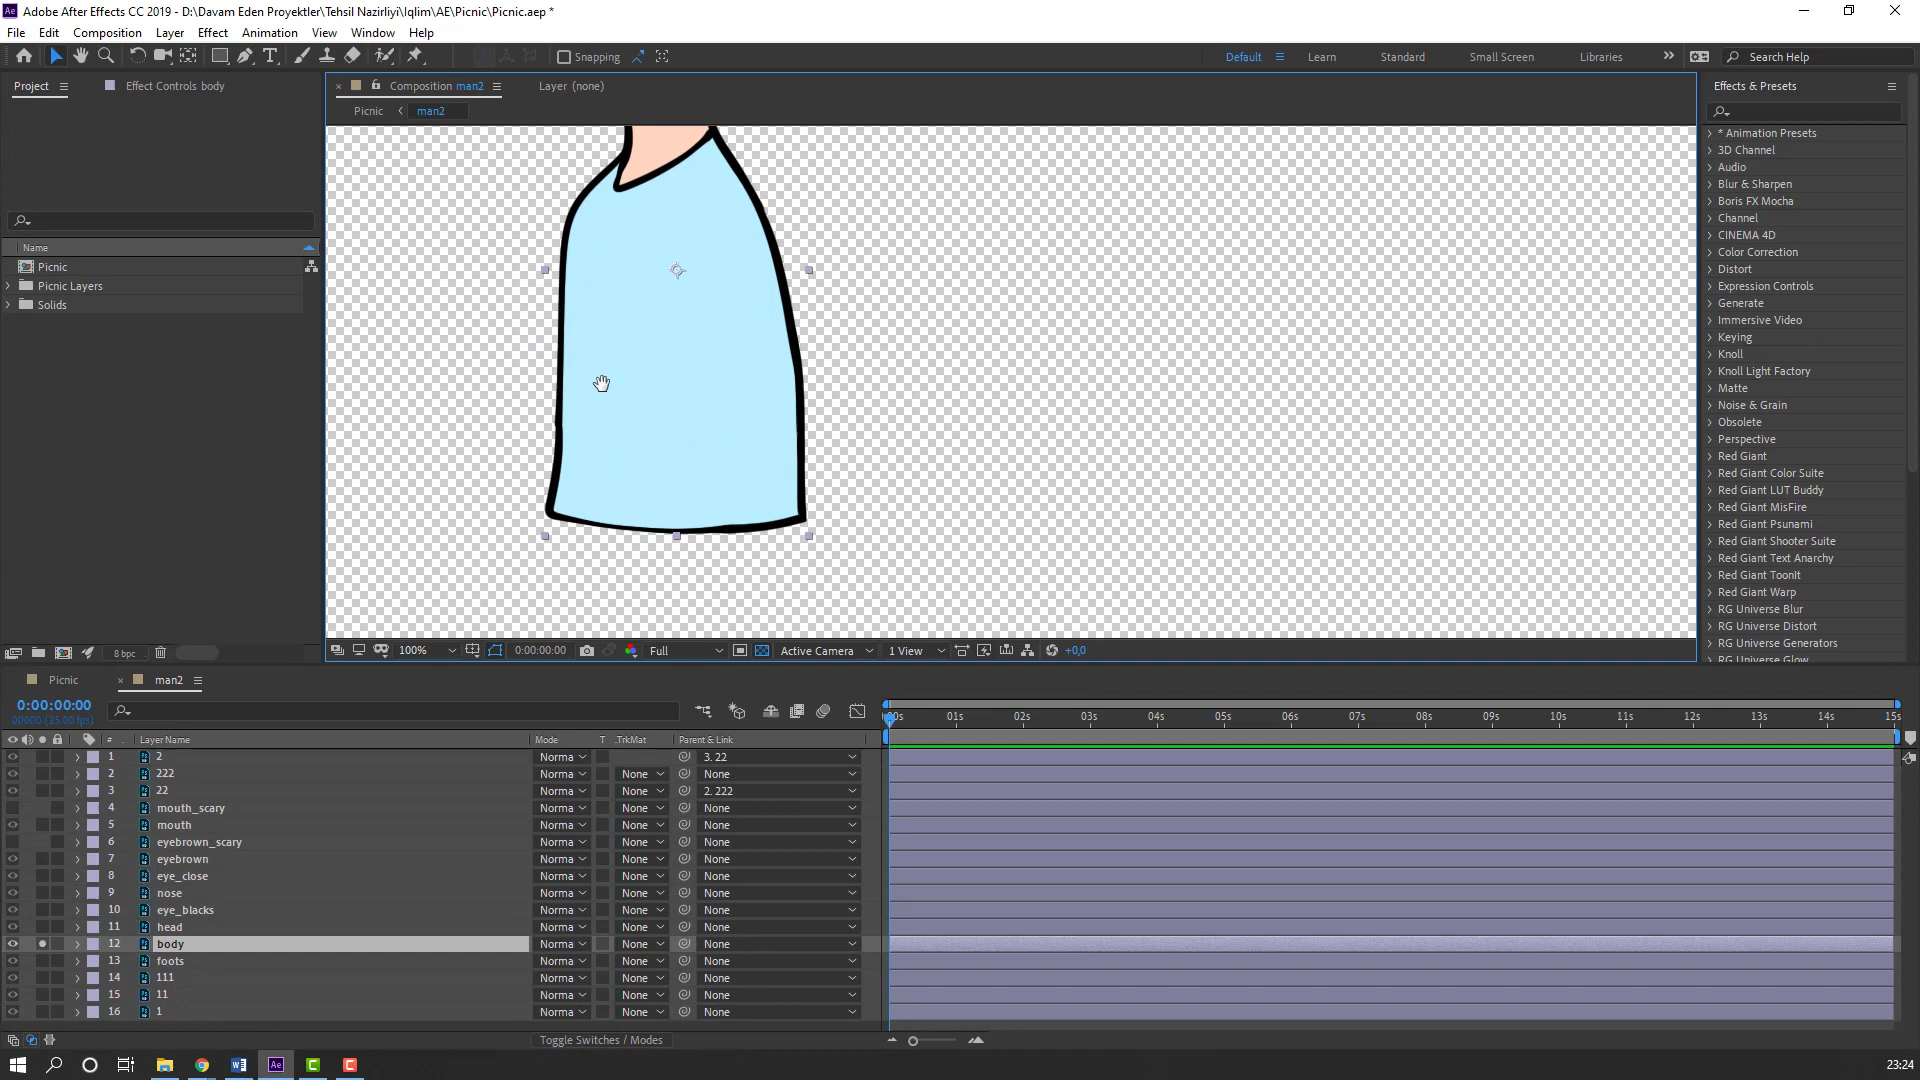 Adobe After Effects CC 2019 - D:\Davam Eden Proyektler\Tehsil Nazirliyi\Iqlim\AE\Picnic\Picnic.aep *
File Edit Composition Layer Effect Animation View Window Help
Snapping
Default Learn Standard Small Screen Libraries Search Help
Project Effect Controls body
Composition man2 Layer (none)
Effects & Presets
Picnic man2
Name
Picnic
Picnic Layers
Solids
* Animation Presets
3D Channel
Audio
Blur & Sharpen
Boris FX Mocha
Channel
CINEMA 4D
Color Correction
Distort
Expression Controls
Generate
Immersive Video
Keying
Knoll
Knoll Light Factory
Matte
Noise & Grain
Obsolete
Perspective
Red Giant
Red Giant Color Suite
Red Giant LUT Buddy
Red Giant MisFire
Red Giant Psunami
Red Giant Shooter Suite
Red Giant Text Anarchy
Red Giant ToonIt
Red Giant Warp
RG Universe Blur
RG Universe Distort
RG Universe Generators
RG Universe Glow
8 bpc
100% 0:00:00:00 Full Active Camera 1 View +0,0
Picnic man2
0:00:00:00
00000 (25.00 fps)
00s 01s 02s 03s 04s 05s 06s 07s 08s 09s 10s 11s 12s 13s 14s 15s
# Layer Name Mode T .TrkMat Parent & Link
1 2 Norma 3. 22
2 222 Norma None None
3 22 Norma None 2. 222
4 mouth_scary Norma None None
5 mouth Norma None None
6 eyebrown_scary Norma None None
7 eyebrown Norma None None
8 eye_close Norma None None
9 nose Norma None None
10 eye_blacks Norma None None
11 head Norma None None
12 body Norma None None
13 foots Norma None None
14 111 Norma None None
15 11 Norma None None
16 1 Norma None None
Toggle Switches / Modes
23:24